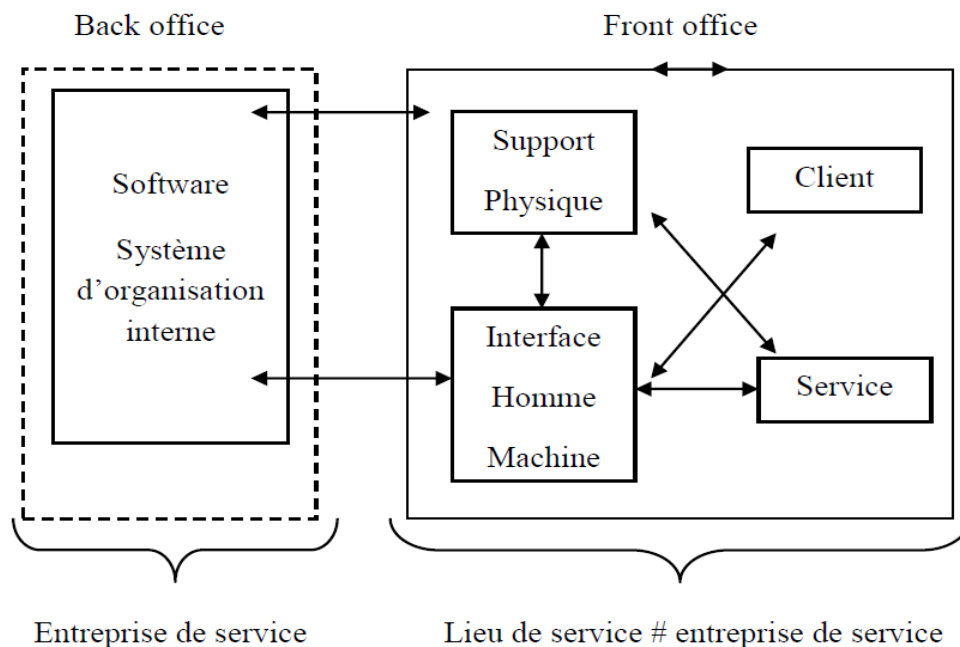 Back office
Front office
Software
Système
d’organisation
interne
Support
Physique
Client
Interface
Homme
Machine
Service
Entreprise de service
Lieu de service # entreprise de service